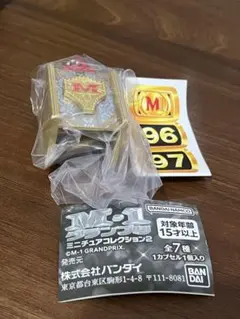 M
M
96
97
M-1
グランプリ
ミニチュアコレクション2
©M-1 GRANDPRIX.
発売元
株式会社バンダイ
東京都台東区駒形1-4-8 〒111-8081
BANDAI NAMCO
対象年齢
15才以上
全7種
1カプセル1個入り
BANDAI